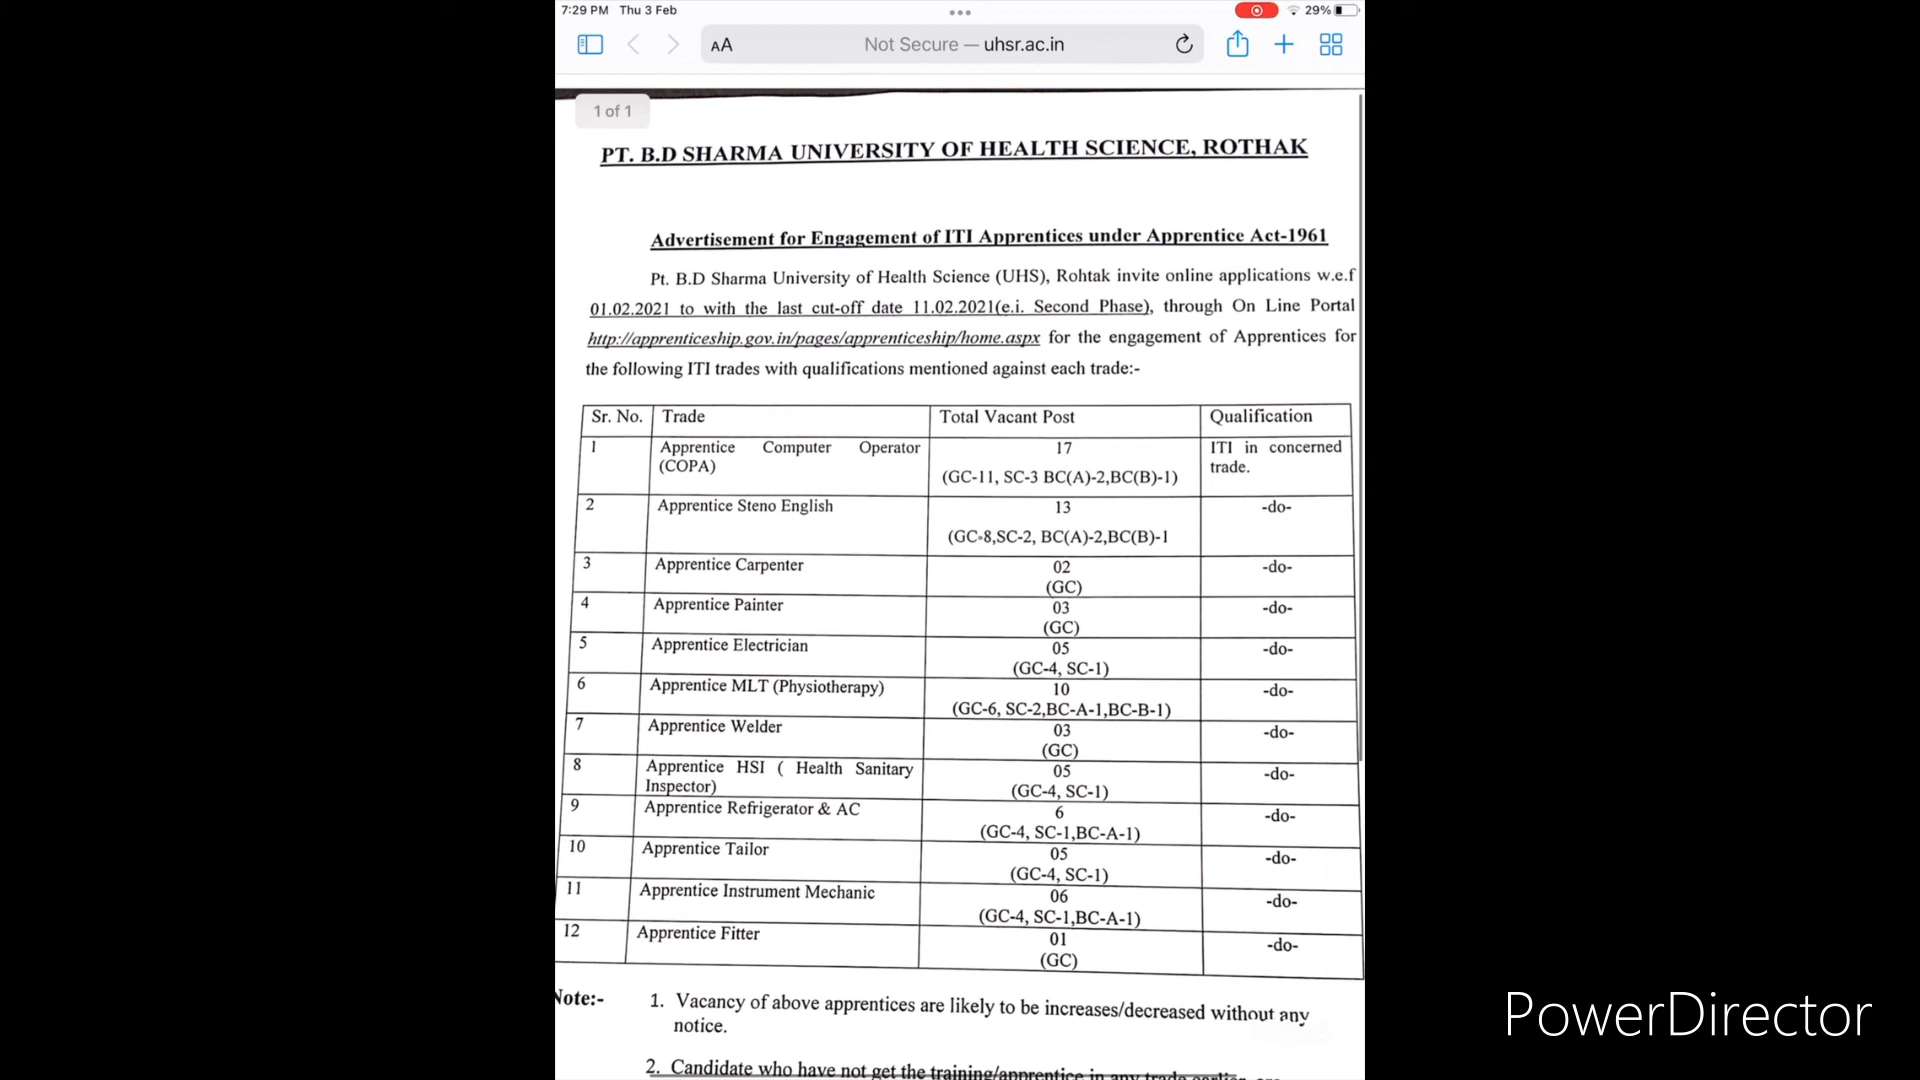 7:29 PM Thu 3 Feb
29%
AA
Not Secure — uhsr.ac.in
1 of 1
PT. B.D SHARMA UNIVERSITY OF HEALTH SCIENCE, ROTHAK
Advertisement for Engagement of ITI Apprentices under Apprentice Act-1961
Pt. B.D Sharma University of Health Science (UHS), Rohtak invite online applications w.e.f
01.02.2021 to with the last cut-off date 11.02.2021(e.i. Second Phase), through On Line Portal
http://apprenticeship.gov.in/pages/apprenticeship/home.aspx for the engagement of Apprentices for
the following ITI trades with qualifications mentioned against each trade:-
Sr. No. Trade Total Vacant Post Qualification
1 Apprentice Computer Operator 17 ITI in concerned
(COPA) trade.
(GC-11, SC-3 BC(A)-2,BC(B)-1)
2 Apprentice Steno English 13 -do-
(GC-8,SC-2, BC(A)-2,BC(B)-1
3 Apprentice Carpenter 02 -do-
(GC)
4 Apprentice Painter 03 -do-
(GC)
5 Apprentice Electrician 05 -do-
(GC-4, SC-1)
6 Apprentice MLT (Physiotherapy) 10 -do-
(GC-6, SC-2,BC-A-1,BC-B-1)
7 Apprentice Welder 03 -do-
(GC)
8 Apprentice HSI ( Health Sanitary 05 -do-
Inspector) (GC-4, SC-1)
9 Apprentice Refrigerator & AC 6 -do-
(GC-4, SC-1,BC-A-1)
10 Apprentice Tailor 05 -do-
(GC-4, SC-1)
11 Apprentice Instrument Mechanic 06 -do-
(GC-4, SC-1,BC-A-1)
12 Apprentice Fitter 01 -do-
(GC)
Note:- 1. Vacancy of above apprentices are likely to be increases/decreased without any
notice.
2. Candidate who have not get the training/apprentice in any trade
PowerDirector